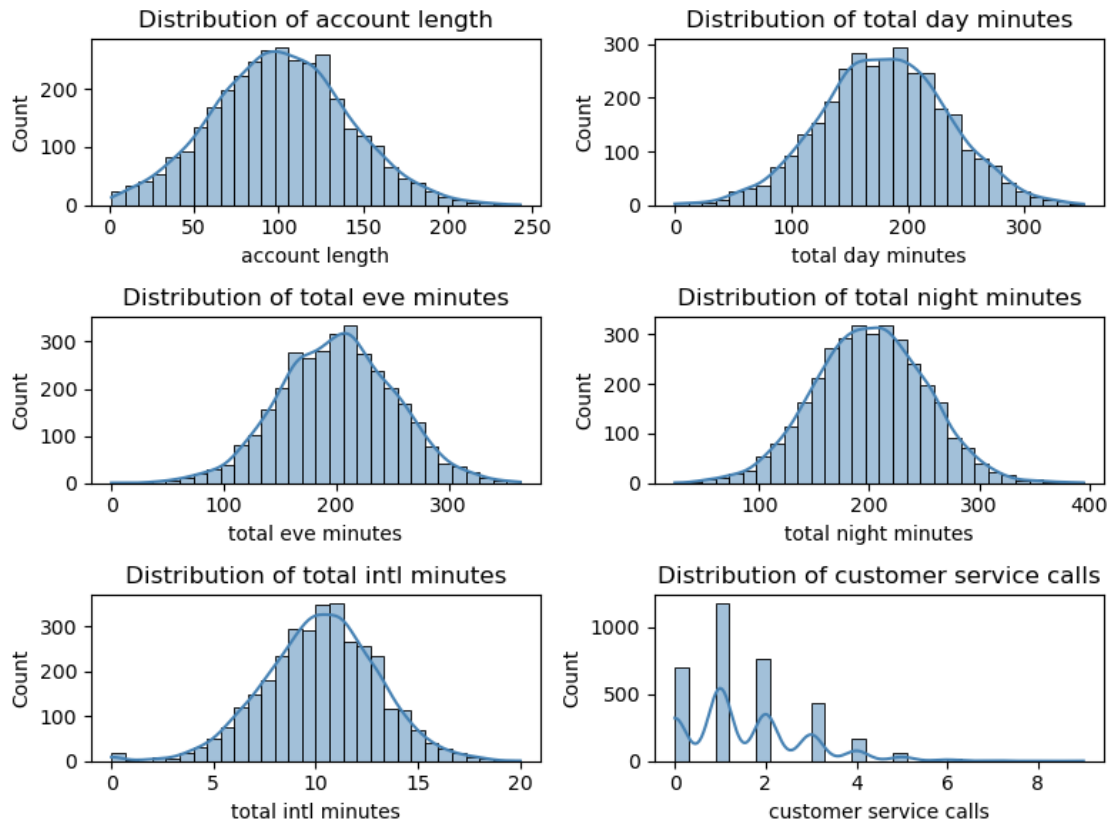 Distribution of account length
Count
200
100
0
0 50 100 150 200 250
account length
Distribution of total day minutes
Count
300
200
100
0
0 100 200 300
total day minutes
Distribution of total eve minutes
Count
300
200
100
0
0 100 200 300
total eve minutes
Distribution of total night minutes
Count
300
200
100
0
100 200 300 400
total night minutes
Distribution of total intl minutes
Count
300
200
100
0
0 5 10 15 20
total intl minutes
Distribution of customer service calls
Count
1000
500
0
0 2 4 6 8
customer service calls